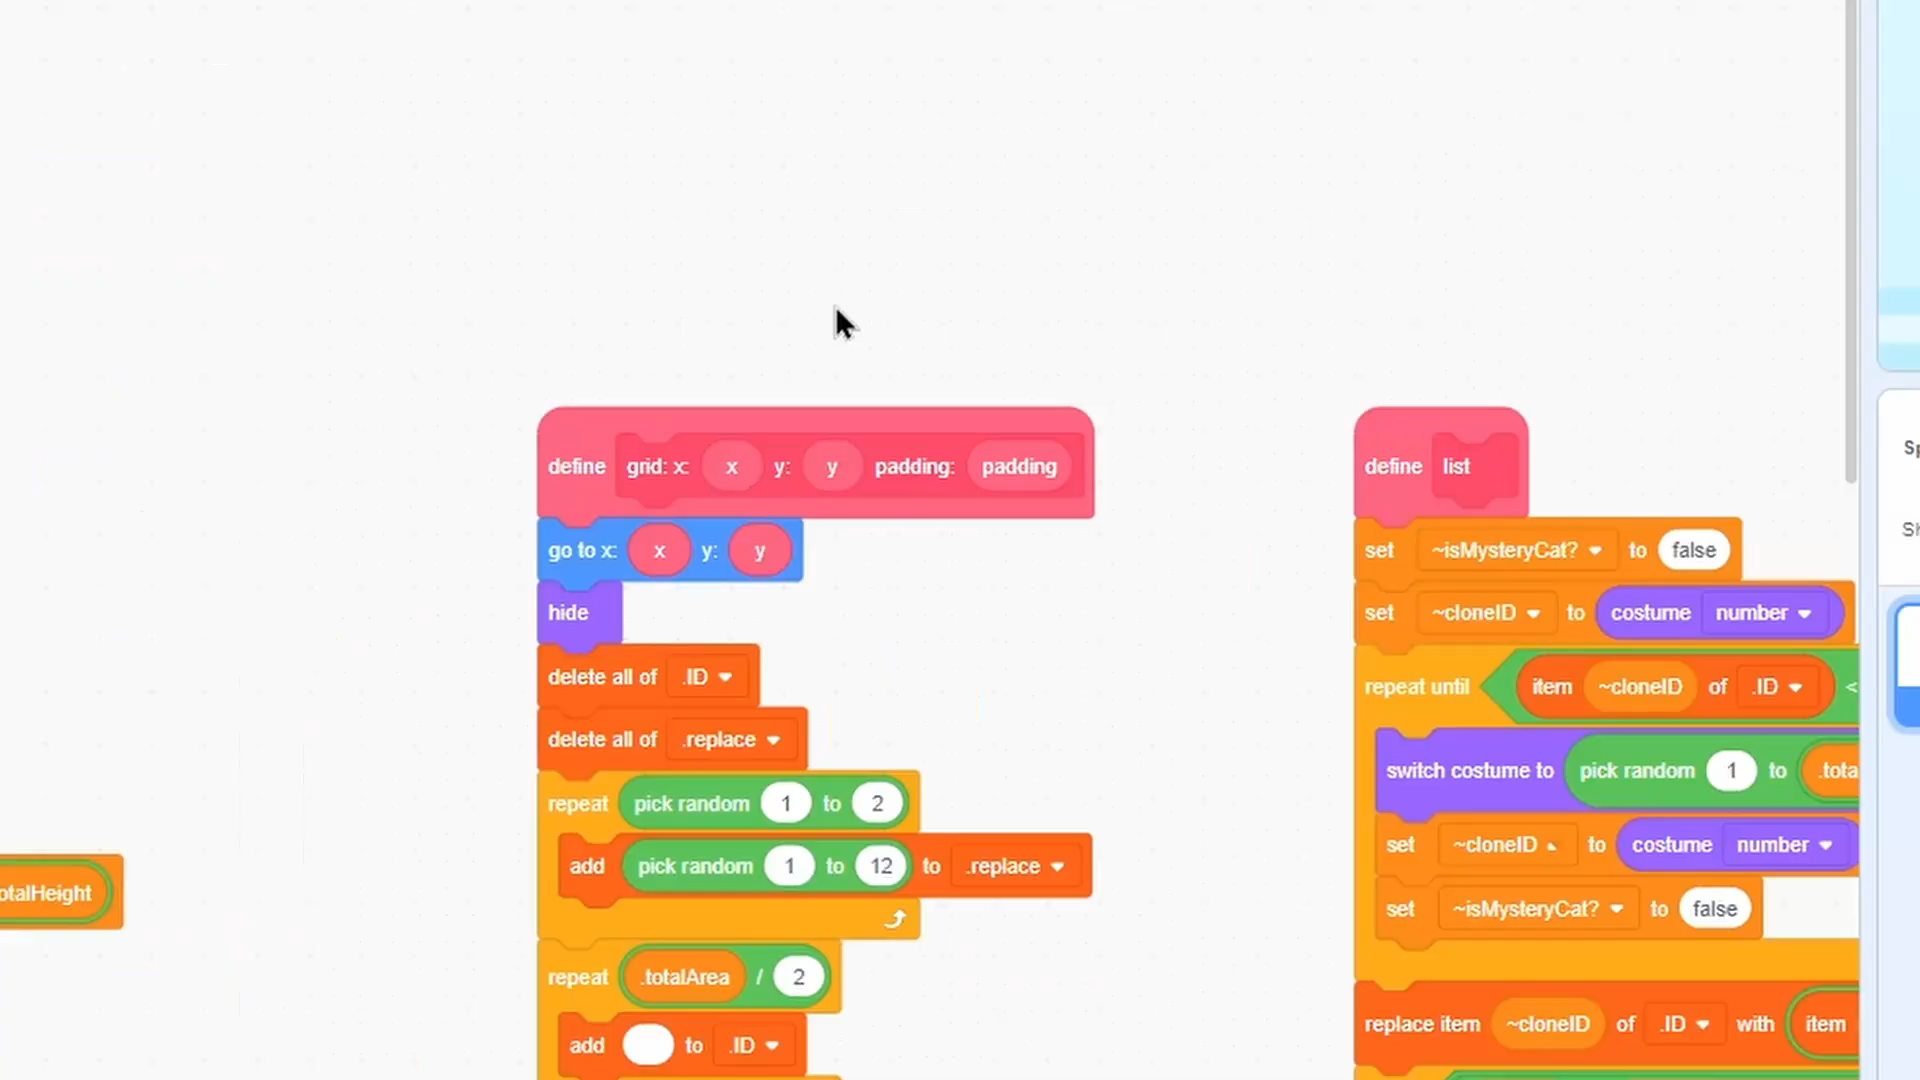 define grid: x: x y: y padding: padding
go to x: x y: y
hide
delete all of .ID
delete all of .replace
repeat pick random 1 to 2
add pick random 1 to 12 to .replace
repeat .totalArea / 2
add to .ID
otalHeight
define list
set ~isMysteryCat? to false
set ~cloneID to costume number
repeat until item ~cloneID of .ID <
switch costume to pick random 1 to .tota
set ~cloneID to costume number
set ~isMysteryCat? to false
replace item ~cloneID of .ID with item
Sp
Sh